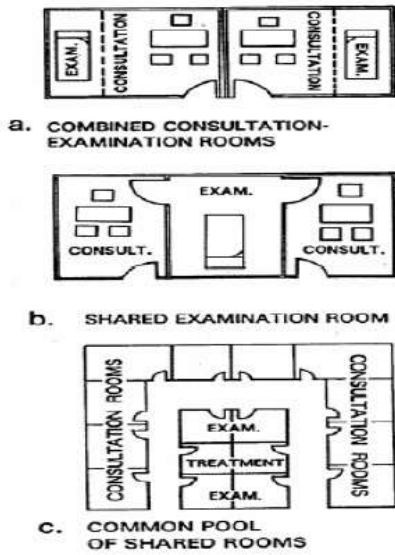 EXAM.
CONSULTATION
CONSULTATION
EXAM.
a. COMBINED CONSULTATION-
EXAMINATION ROOMS
EXAM.
CONSULT.
CONSULT.
b. SHARED EXAMINATION ROOM
CONSULTATION ROOMS
EXAM.
TREATMENT
EXAM.
CONSULTATION ROOMS
c. COMMON POOL
OF SHARED ROOMS